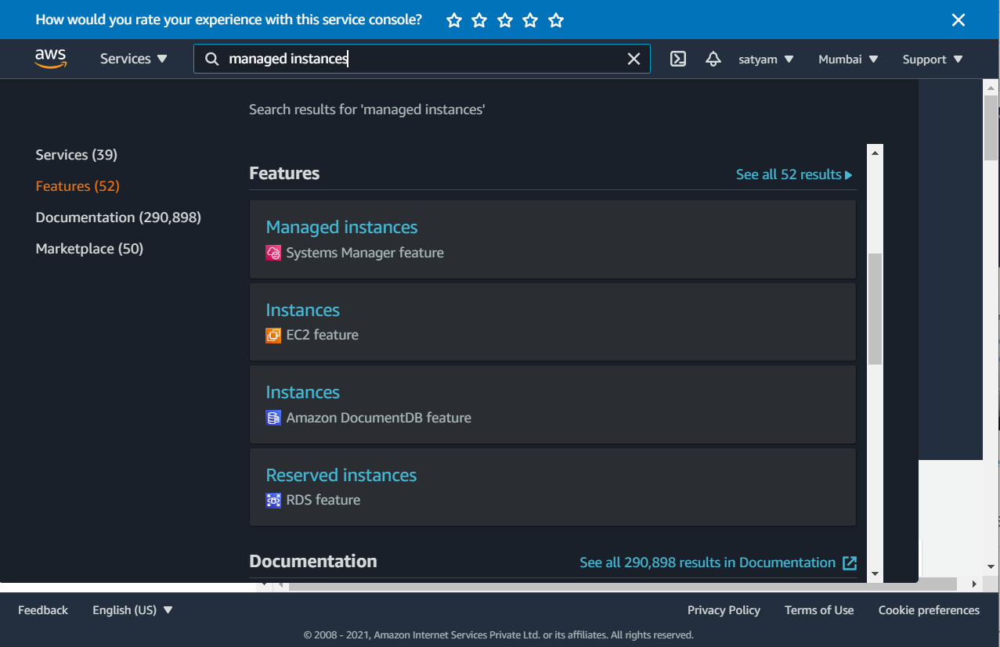 How would you rate your experience with this service console?
aws Services managed instances satyam Mumbai Support
Search results for 'managed instances'
Services (39)
Features (52)
Documentation (290,898)
Marketplace (50)
Features See all 52 results
Managed instances
Systems Manager feature
Instances
EC2 feature
Instances
Amazon DocumentDB feature
Reserved instances
RDS feature
Documentation See all 290,898 results in Documentation
Feedback English (US) Privacy Policy Terms of Use Cookie preferences
© 2008 - 2021, Amazon Internet Services Private Ltd. or its affiliates. All rights reserved.